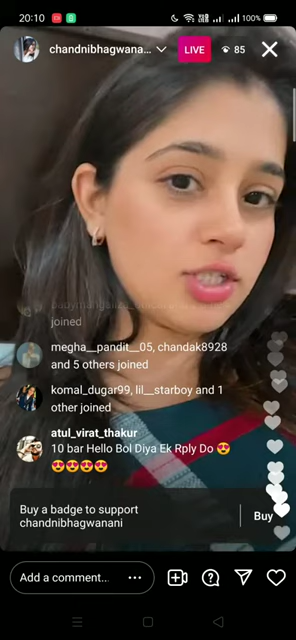 20:10
100%
chandnibhagwana...
LIVE
85
joined
megha__pandit_05, chandak8928
and 5 others joined
komal_dugar99, lil__starboy and 1
other joined
atul_virat_thakur
10 bar Hello Bol Diya Ek Rply Do 😍
😍😍😍😍
Buy a badge to support
chandnibhagwanani
Buy
Add a comment...